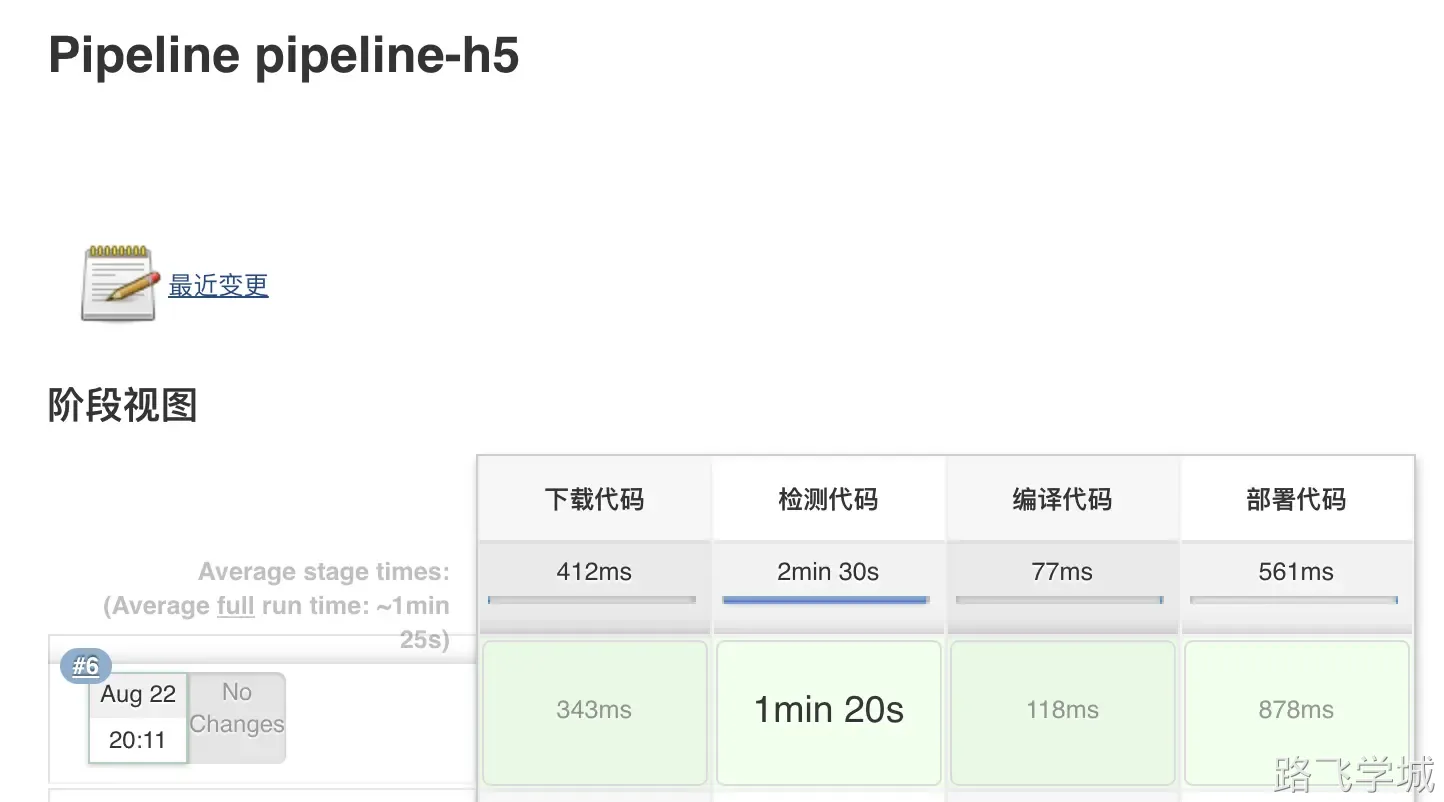 Pipeline pipeline-h5
最近变更
阶段视图
下载代码 检测代码 编译代码 部署代码
Average stage times: 412ms 2min 30s 77ms 561ms
(Average full run time: ~1min
25s)
#6
Aug 22 No
Changes
20:11
343ms 1min 20s 118ms 878ms
路飞学城